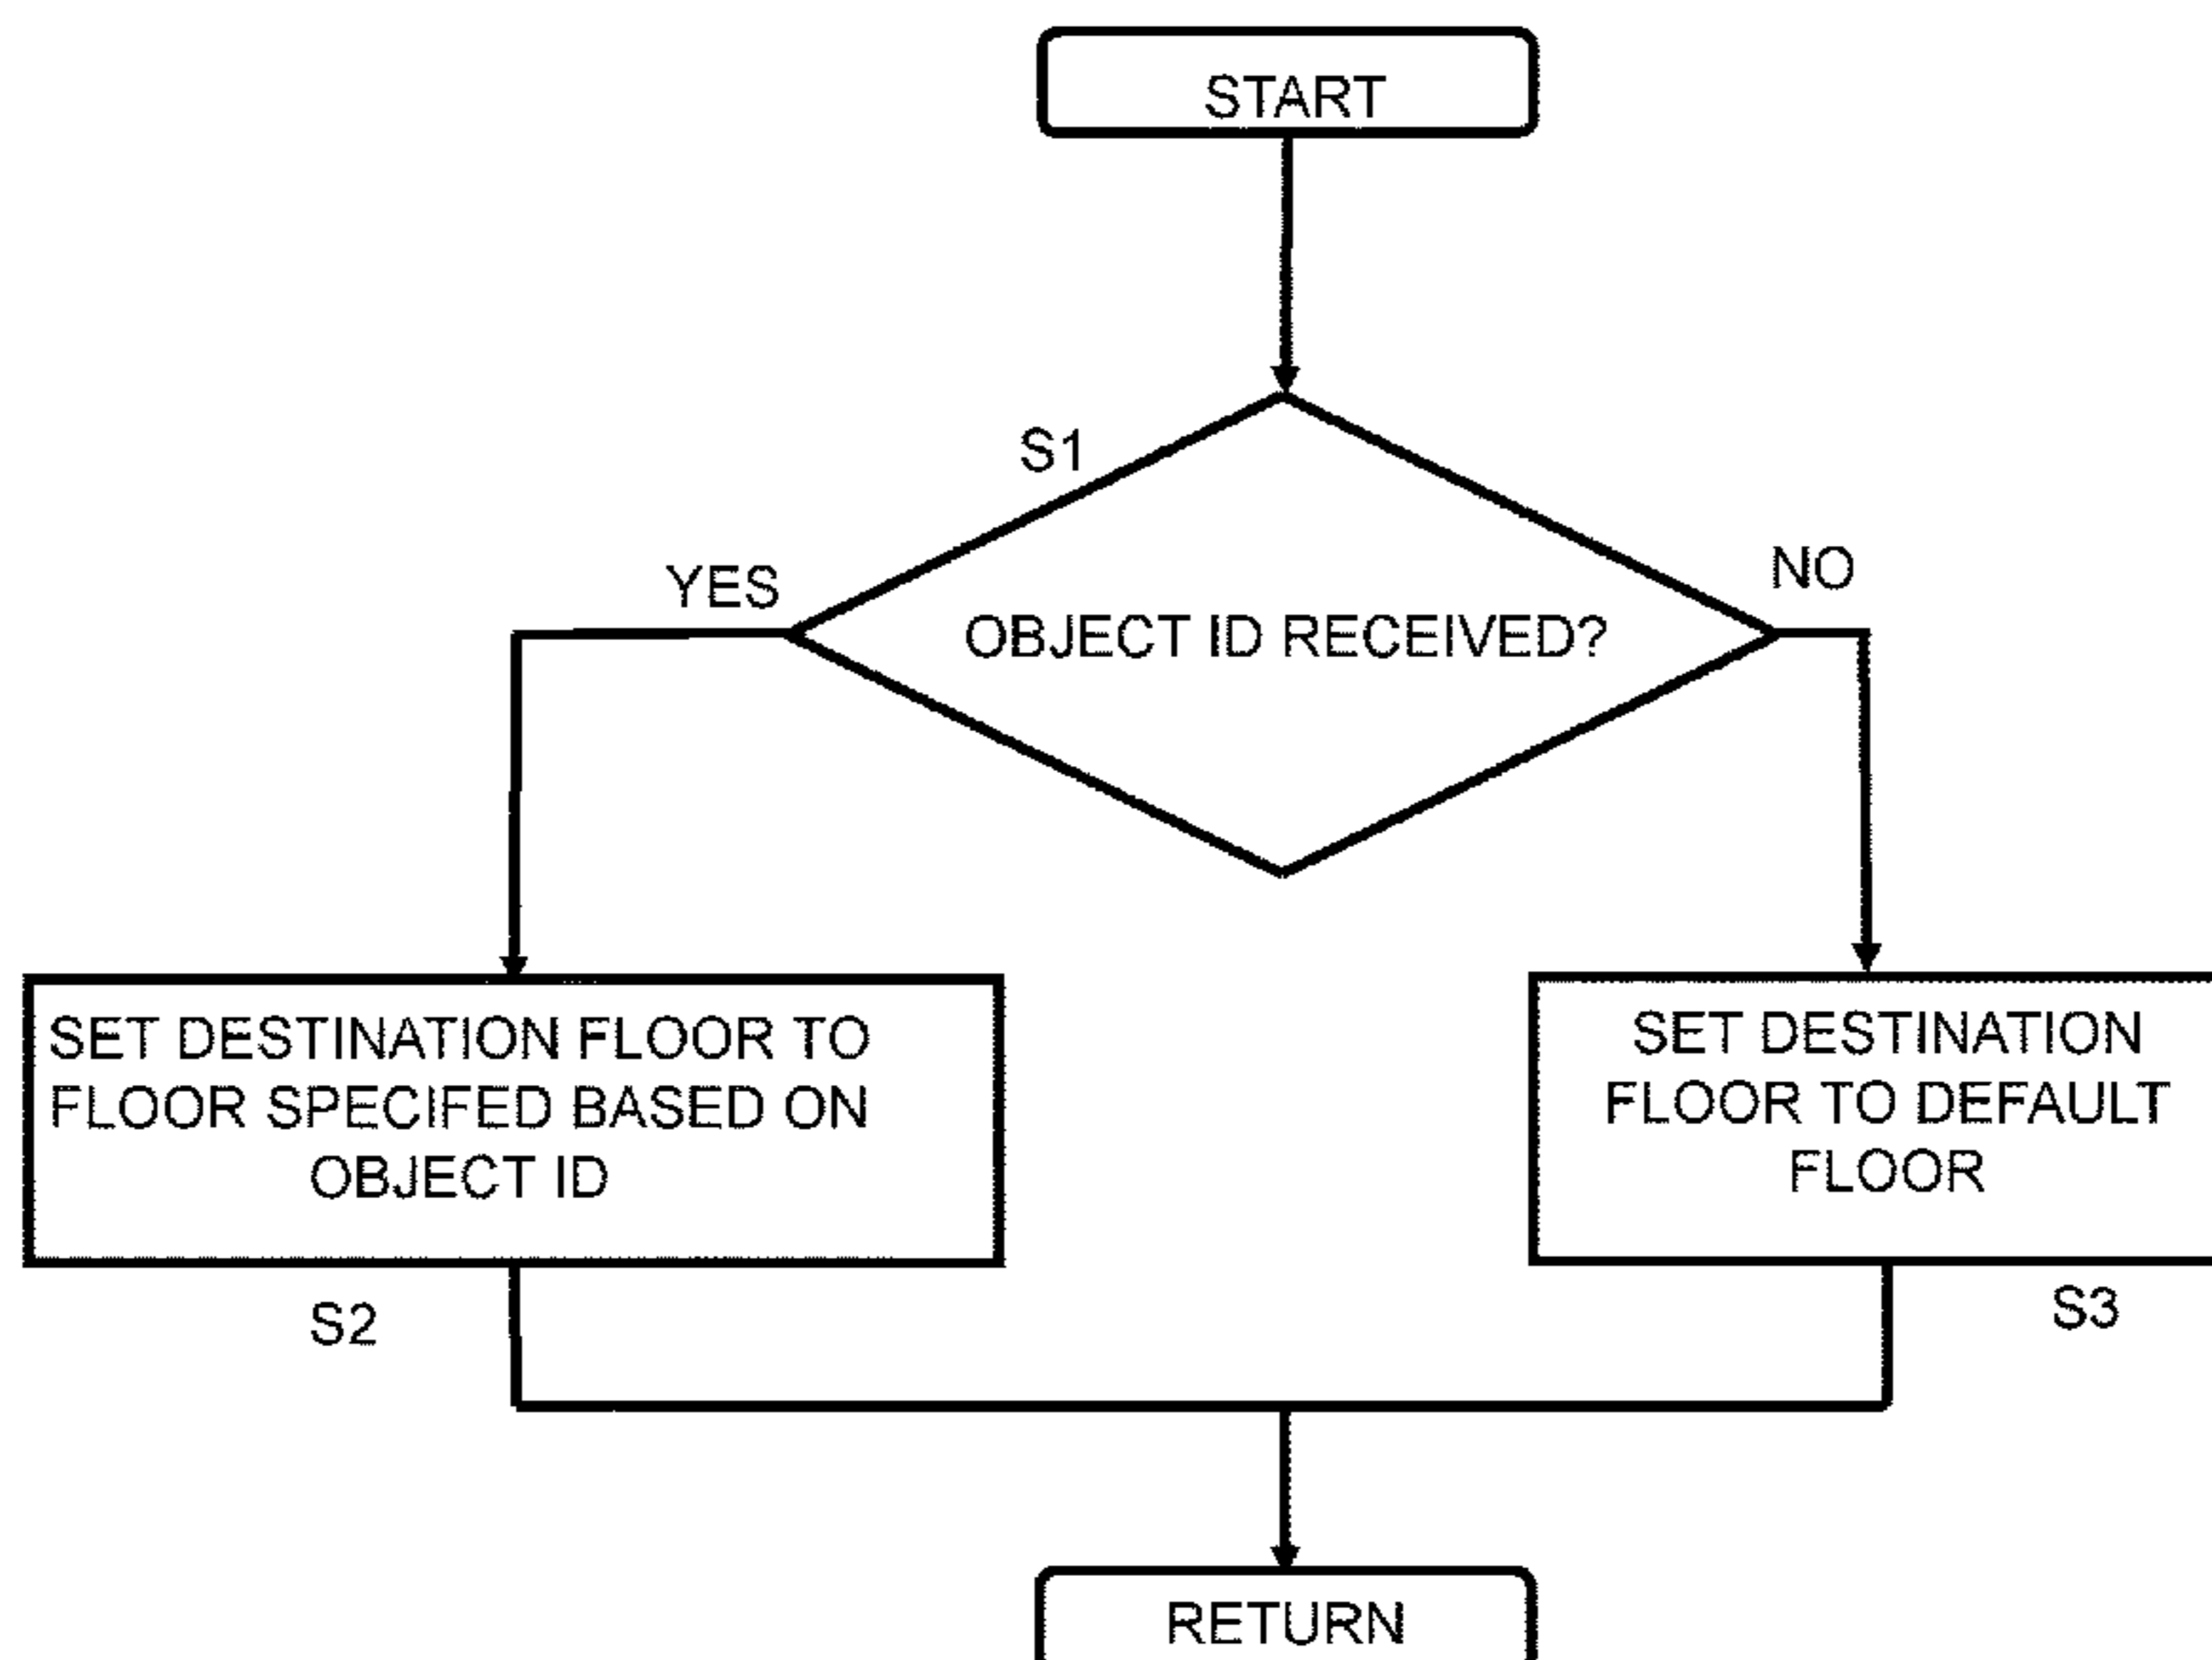 START
S1
YES
NO
OBJECT ID RECEIVED?
SET DESTINATION FLOOR TO
FLOOR SPECIFED BASED ON
OBJECT ID
SET DESTINATION
FLOOR TO DEFAULT
FLOOR
S2
S3
RETURN